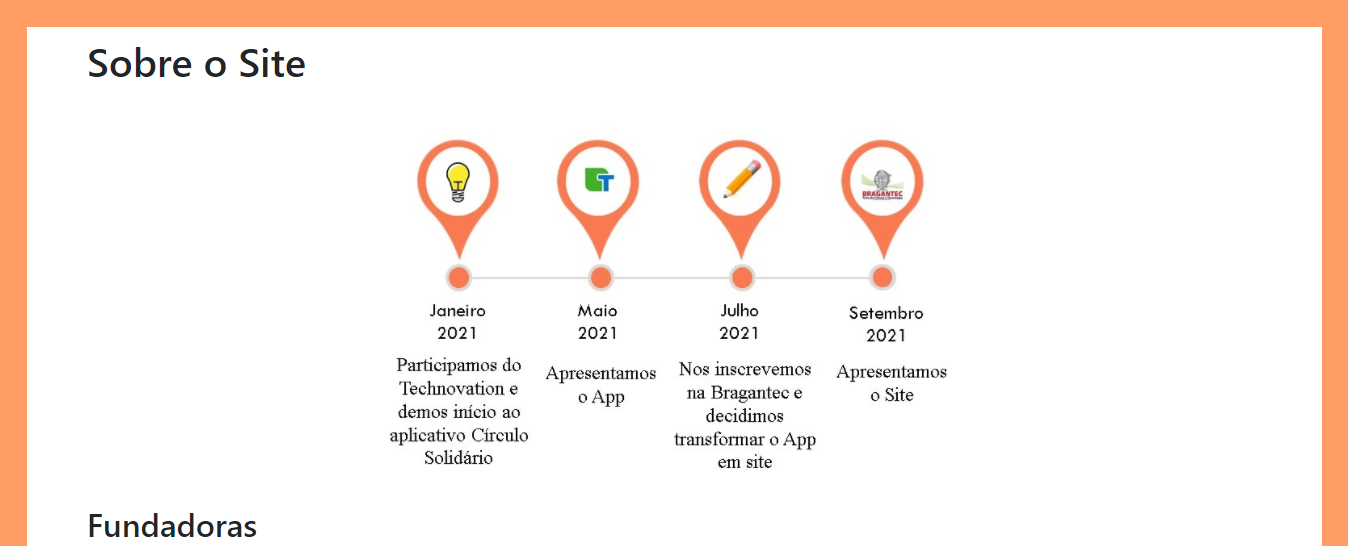 Sobre o Site
BRAGANTEC
Janeiro
2021
Participamos do
Technovation e
demos início ao
aplicativo Círculo
Solidário
Maio
2021
Apresentamos
o App
Julho
2021
Nos inscrevemos
na Bragantec e
decidimos
transformar o App
em site
Setembro
2021
Apresentamos
o Site
Fundadoras